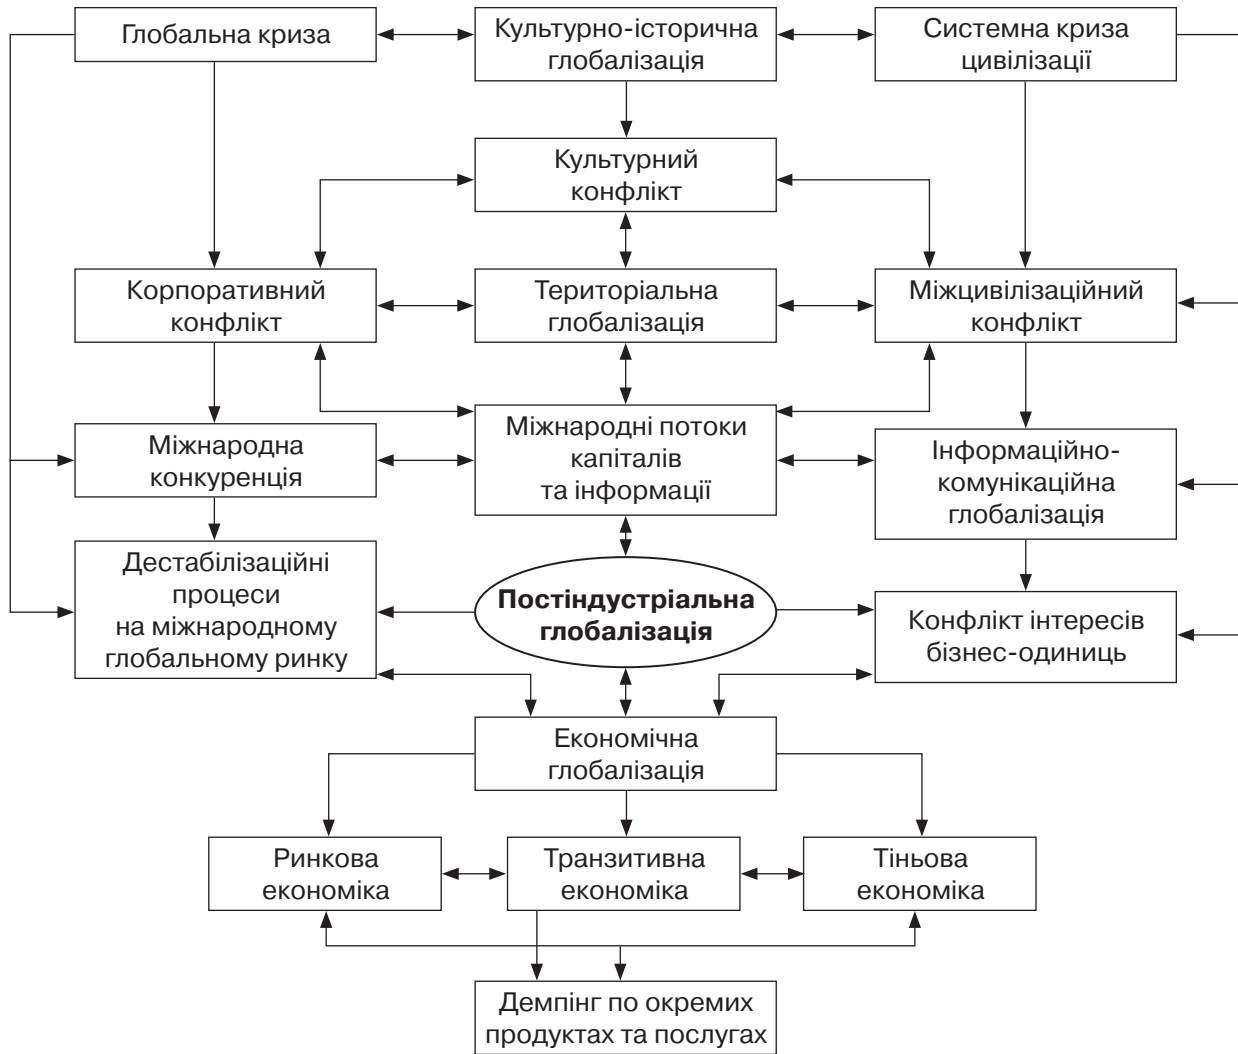 Глобальна криза
Культурно-історична
глобалізація
Системна криза
цивілізації
Культурний
конфлікт
Корпоративний
конфлікт
Територіальна
глобалізація
Міжцивілізаційний
конфлікт
Міжнародна
конкуренція
Міжнародні потоки
капіталів
та інформації
Інформаційно-
комунікаційна
глобалізація
Дестабілізаційні
процеси
на міжнародному
глобальному ринку
Постіндустріальна
глобалізація
Конфлікт інтересів
бізнес-одиниць
Економічна
глобалізація
Ринкова
економіка
Транзитивна
економіка
Тіньова
економіка
Демпінг по окремих
продуктах та послугах